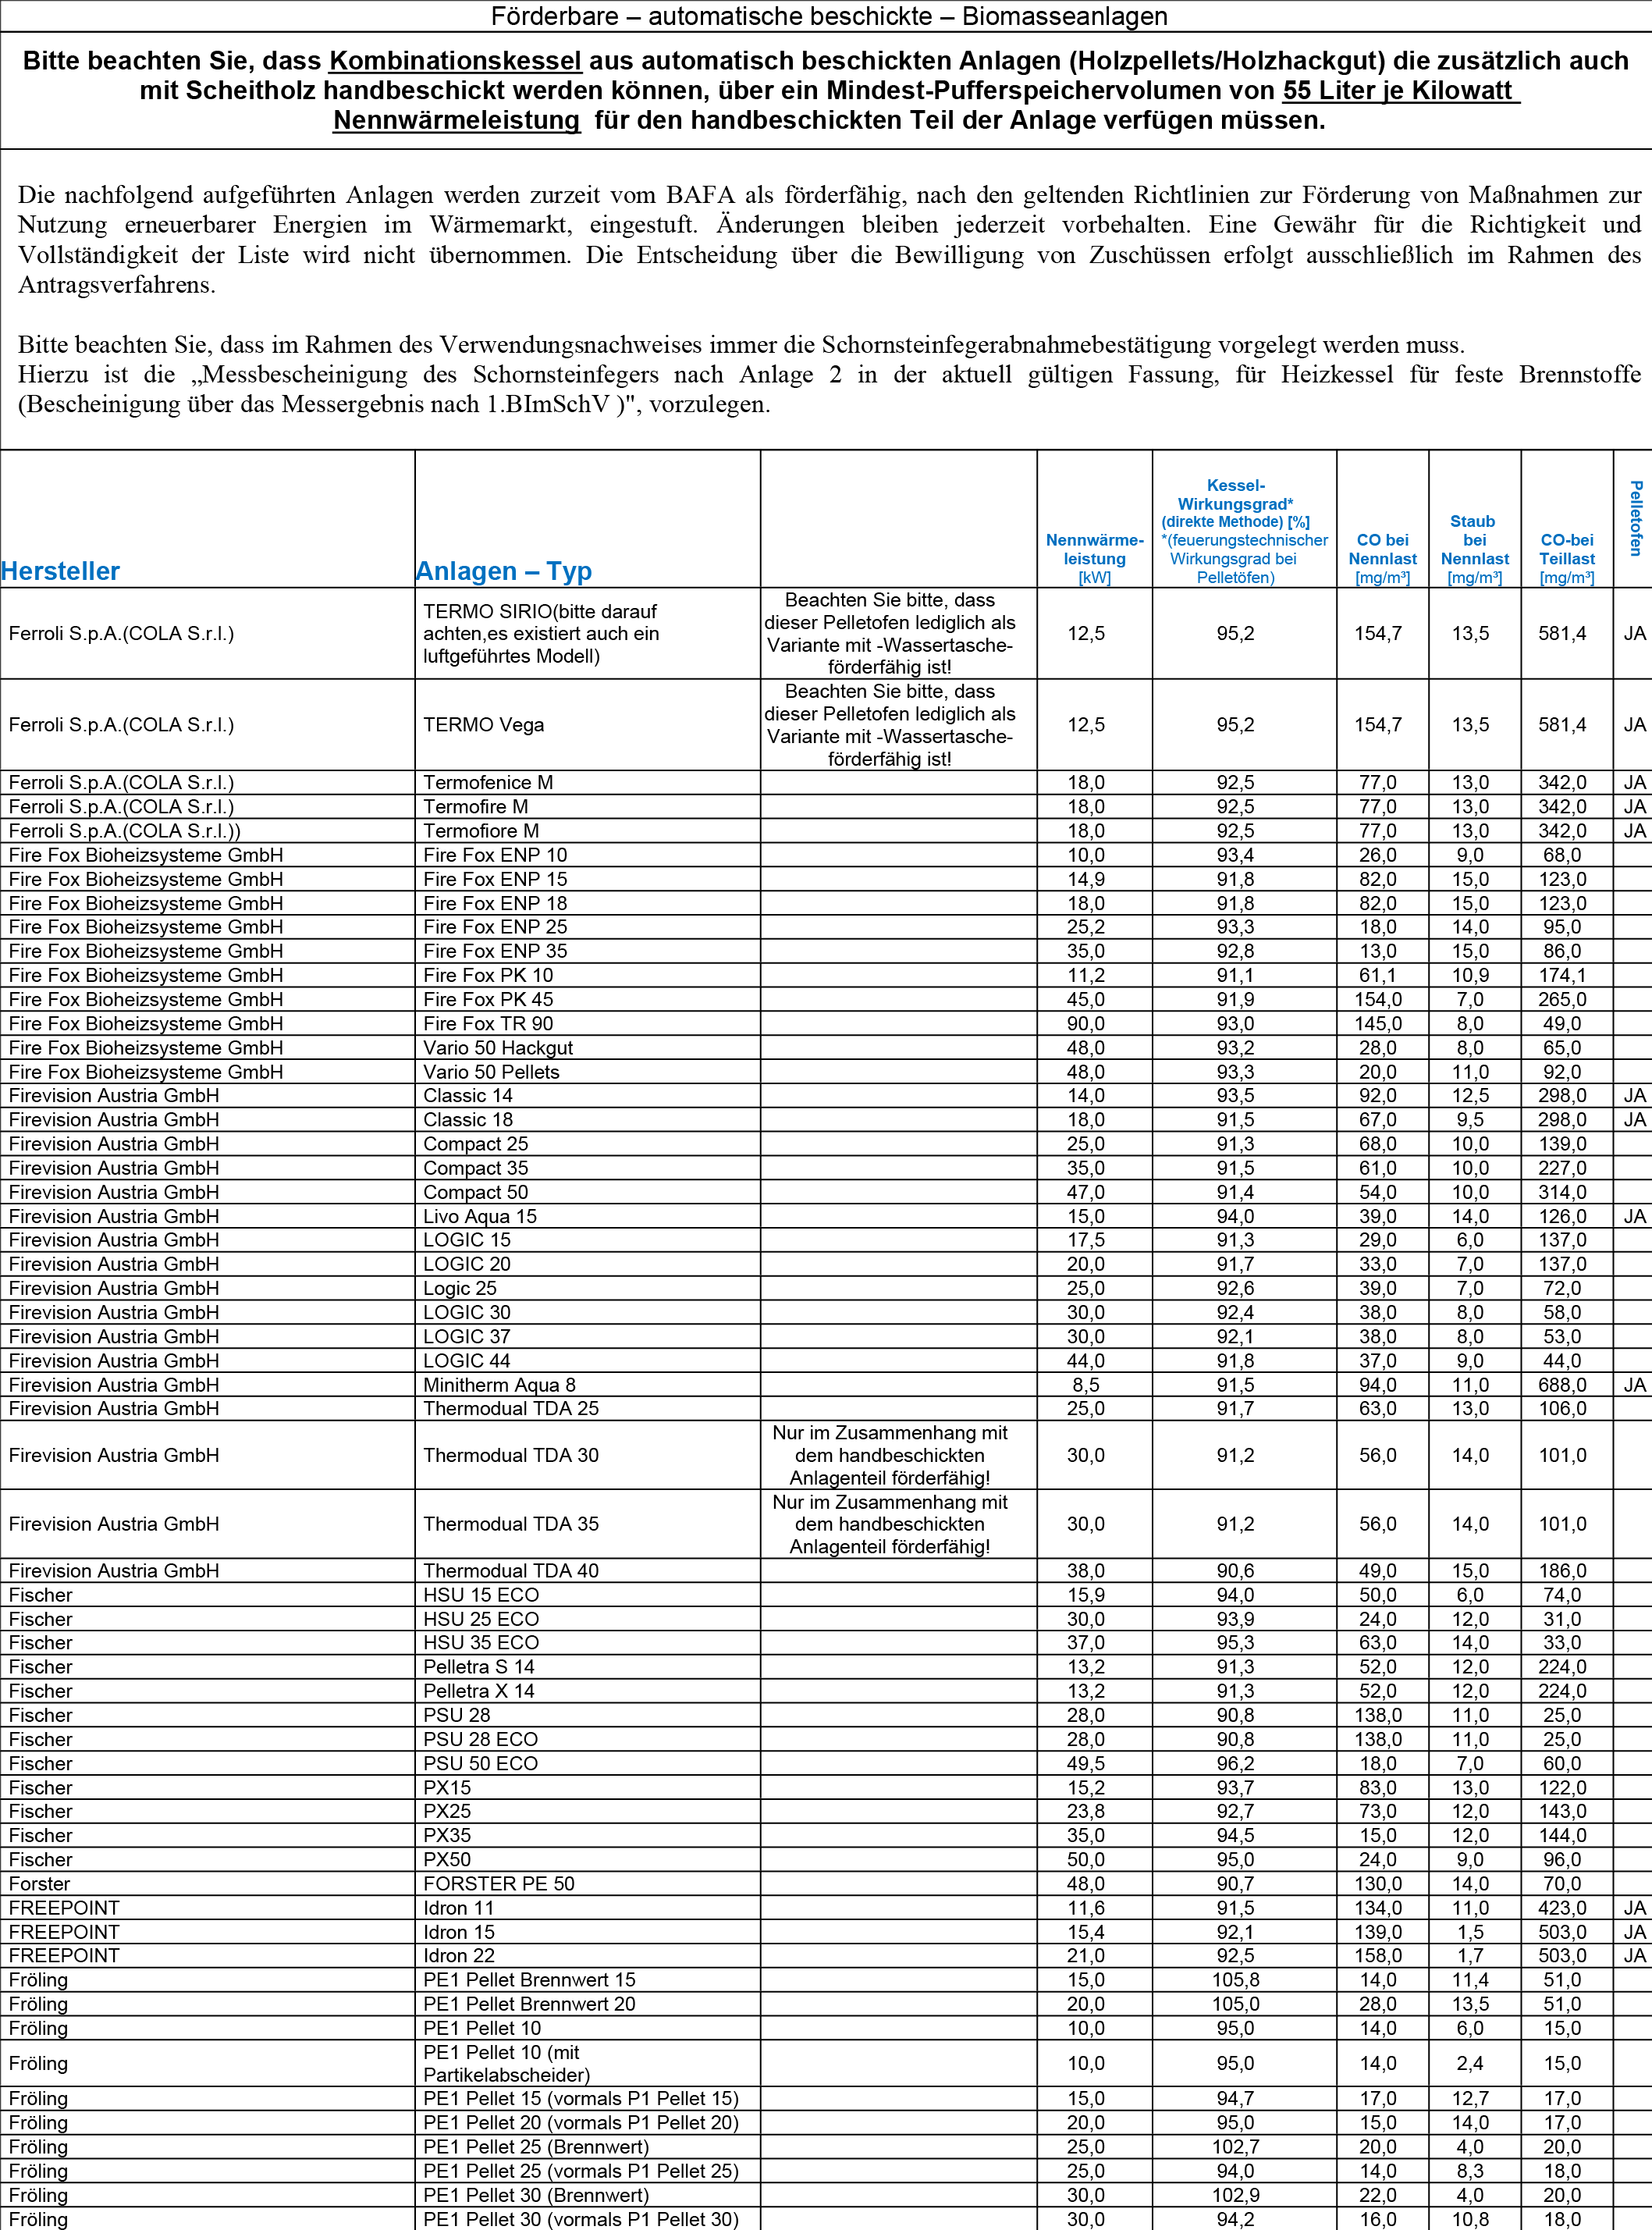 Förderbare – automatische beschickte – Biomasseanlagen
Bitte beachten Sie, dass Kombinationskessel aus automatisch beschickten Anlagen (Holzpellets/Holzhackgut) die zusätzlich auch
mit Scheitholz handbeschickt werden können, über ein Mindest-Pufferspeichervolumen von 55 Liter je Kilowatt
Nennwärmeleistung für den handbeschickten Teil der Anlage verfügen müssen.
Die nachfolgend aufgeführten Anlagen werden zurzeit vom BAFA als förderfähig, nach den geltenden Richtlinien zur Förderung von Maßnahmen zur
Nutzung erneuerbarer Energien im Wärmemarkt, eingestuft. Änderungen bleiben jederzeit vorbehalten. Eine Gewähr für die Richtigkeit und
Vollständigkeit der Liste wird nicht übernommen. Die Entscheidung über die Bewilligung von Zuschüssen erfolgt ausschließlich im Rahmen des
Antragsverfahrens.
Bitte beachten Sie, dass im Rahmen des Verwendungsnachweises immer die Schornsteinfegerabnahmebestätigung vorgelegt werden muss.
Hierzu ist die „Messbescheinigung des Schornsteinfegers nach Anlage 2 in der aktuell gültigen Fassung, für Heizkessel für feste Brennstoffe
(Bescheinigung über das Messergebnis nach 1.BImSchV )", vorzulegen.
Hersteller
Anlagen – Typ
Nennwärme-
leistung
[kW]
Kessel-
Wirkungsgrad*
(direkte Methode) [%]
*(feuerungstechnischer
Wirkungsgrad bei
Pelletöfen)
CO bei
Nennlast
[mg/m³]
Staub
bei
Nennlast
[mg/m³]
CO-bei
Teillast
[mg/m³]
Pelletofen
Ferroli S.p.A.(COLA S.r.l.)
TERMO SIRIO(bitte darauf
achten,es existiert auch ein
luftgeführtes Modell)
Beachten Sie bitte, dass
dieser Pelletofen lediglich als
Variante mit -Wassertasche-
förderfähig ist!
12,5 95,2 154,7 13,5 581,4 JA
Ferroli S.p.A.(COLA S.r.l.)
TERMO Vega
Beachten Sie bitte, dass
dieser Pelletofen lediglich als
Variante mit -Wassertasche-
förderfähig ist!
12,5 95,2 154,7 13,5 581,4 JA
Ferroli S.p.A.(COLA S.r.l.) Termofenice M 18,0 92,5 77,0 13,0 342,0 JA
Ferroli S.p.A.(COLA S.r.l.) Termofire M 18,0 92,5 77,0 13,0 342,0 JA
Ferroli S.p.A.(COLA S.r.l.)) Termofiore M 18,0 92,5 77,0 13,0 342,0 JA
Fire Fox Bioheizsysteme GmbH Fire Fox ENP 10 10,0 93,4 26,0 9,0 68,0
Fire Fox Bioheizsysteme GmbH Fire Fox ENP 15 14,9 91,8 82,0 15,0 123,0
Fire Fox Bioheizsysteme GmbH Fire Fox ENP 18 18,0 91,8 82,0 15,0 123,0
Fire Fox Bioheizsysteme GmbH Fire Fox ENP 25 25,2 93,3 18,0 14,0 95,0
Fire Fox Bioheizsysteme GmbH Fire Fox ENP 35 35,0 92,8 13,0 15,0 86,0
Fire Fox Bioheizsysteme GmbH Fire Fox PK 10 11,2 91,1 61,1 10,9 174,1
Fire Fox Bioheizsysteme GmbH Fire Fox PK 45 45,0 91,9 154,0 7,0 265,0
Fire Fox Bioheizsysteme GmbH Fire Fox TR 90 90,0 93,0 145,0 8,0 49,0
Fire Fox Bioheizsysteme GmbH Vario 50 Hackgut 48,0 93,2 28,0 8,0 65,0
Fire Fox Bioheizsysteme GmbH Vario 50 Pellets 48,0 93,3 20,0 11,0 92,0
Firevision Austria GmbH Classic 14 14,0 93,5 92,0 12,5 298,0 JA
Firevision Austria GmbH Classic 18 18,0 91,5 67,0 9,5 298,0 JA
Firevision Austria GmbH Compact 25 25,0 91,3 68,0 10,0 139,0
Firevision Austria GmbH Compact 35 35,0 91,5 61,0 10,0 227,0
Firevision Austria GmbH Compact 50 47,0 91,4 54,0 10,0 314,0
Firevision Austria GmbH Livo Aqua 15 15,0 94,0 39,0 14,0 126,0 JA
Firevision Austria GmbH LOGIC 15 17,5 91,3 29,0 6,0 137,0
Firevision Austria GmbH LOGIC 20 20,0 91,7 33,0 7,0 137,0
Firevision Austria GmbH Logic 25 25,0 92,6 39,0 7,0 72,0
Firevision Austria GmbH LOGIC 30 30,0 92,4 38,0 8,0 58,0
Firevision Austria GmbH LOGIC 37 30,0 92,1 38,0 8,0 53,0
Firevision Austria GmbH LOGIC 44 44,0 91,8 37,0 9,0 44,0
Firevision Austria GmbH Minitherm Aqua 8 8,5 91,5 94,0 11,0 688,0 JA
Firevision Austria GmbH Thermodual TDA 25 25,0 91,7 63,0 13,0 106,0
Firevision Austria GmbH
Thermodual TDA 30
Nur im Zusammenhang mit
dem handbeschickten
Anlagenteil förderfähig!
30,0 91,2 56,0 14,0 101,0
Firevision Austria GmbH
Thermodual TDA 35
Nur im Zusammenhang mit
dem handbeschickten
Anlagenteil förderfähig!
30,0 91,2 56,0 14,0 101,0
Firevision Austria GmbH Thermodual TDA 40 38,0 90,6 49,0 15,0 186,0
Fischer HSU 15 ECO 15,9 94,0 50,0 6,0 74,0
Fischer HSU 25 ECO 30,0 93,9 24,0 12,0 31,0
Fischer HSU 35 ECO 37,0 95,3 63,0 14,0 33,0
Fischer Pelletra S 14 13,2 91,3 52,0 12,0 224,0
Fischer Pelletra X 14 13,2 91,3 52,0 12,0 224,0
Fischer PSU 28 28,0 90,8 138,0 11,0 25,0
Fischer PSU 28 ECO 28,0 90,8 138,0 11,0 25,0
Fischer PSU 50 ECO 49,5 96,2 18,0 7,0 60,0
Fischer PX15 15,2 93,7 83,0 13,0 122,0
Fischer PX25 23,8 92,7 73,0 12,0 143,0
Fischer PX35 35,0 94,5 15,0 12,0 144,0
Fischer PX50 50,0 95,0 24,0 9,0 96,0
Forster FORSTER PE 50 48,0 90,7 130,0 14,0 70,0
FREEPOINT Idron 11 11,6 91,5 134,0 11,0 423,0 JA
FREEPOINT Idron 15 15,4 92,1 139,0 1,5 503,0 JA
FREEPOINT Idron 22 21,0 92,5 158,0 1,7 503,0 JA
Fröling PE1 Pellet Brennwert 15 15,0 105,8 14,0 11,4 51,0
Fröling PE1 Pellet Brennwert 20 20,0 105,0 28,0 13,5 51,0
Fröling PE1 Pellet 10 10,0 95,0 14,0 6,0 15,0
Fröling
PE1 Pellet 10 (mit
Partikelabscheider)
10,0 95,0 14,0 2,4 15,0
Fröling PE1 Pellet 15 (vormals P1 Pellet 15) 15,0 94,7 17,0 12,7 17,0
Fröling PE1 Pellet 20 (vormals P1 Pellet 20) 20,0 95,0 15,0 14,0 17,0
Fröling PE1 Pellet 25 (Brennwert) 25,0 102,7 20,0 4,0 20,0
Fröling PE1 Pellet 25 (vormals P1 Pellet 25) 25,0 94,0 14,0 8,3 18,0
Fröling PE1 Pellet 30 (Brennwert) 30,0 102,9 22,0 4,0 20,0
Fröling PE1 Pellet 30 (vormals P1 Pellet 30) 30,0 94,2 16,0 10,8 18,0